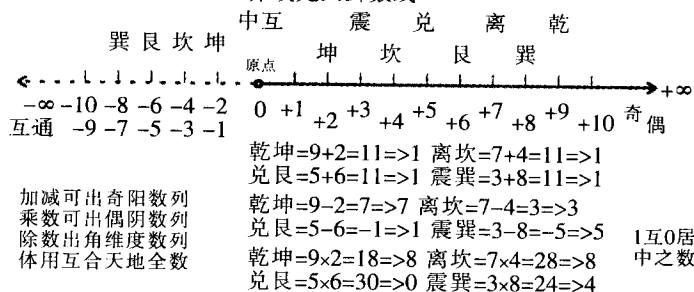 中互 震 兑 离 乾
巽 艮 坎 坤 坤 坎 艮 巽
原点
-∞ -10 -8 -6 -4 -2 0 +1 +3 +5 +7 +9 +∞
互通 -9 -7 -5 -3 -1 +2 +4 +6 +8 +10 奇偶
乾坤=9+2=11=>1 离坎=7+4=11=>1
兑艮=5+6=11=>1 震巽=3+8=11=>1
加减可出奇阳数列
乘数可出偶阴数列
除数出角维度数列
体用互合天地全数
乾坤=9-2=7=>7 离坎=7-4=3=>3
兑艮=5-6=-1=>1 震巽=3-8=-5=>5
乾坤=9×2=18=>8 离坎=7×4=28=>8
兑艮=5×6=30=>0 震巽=3×8=24=>4
1互0居
中之数